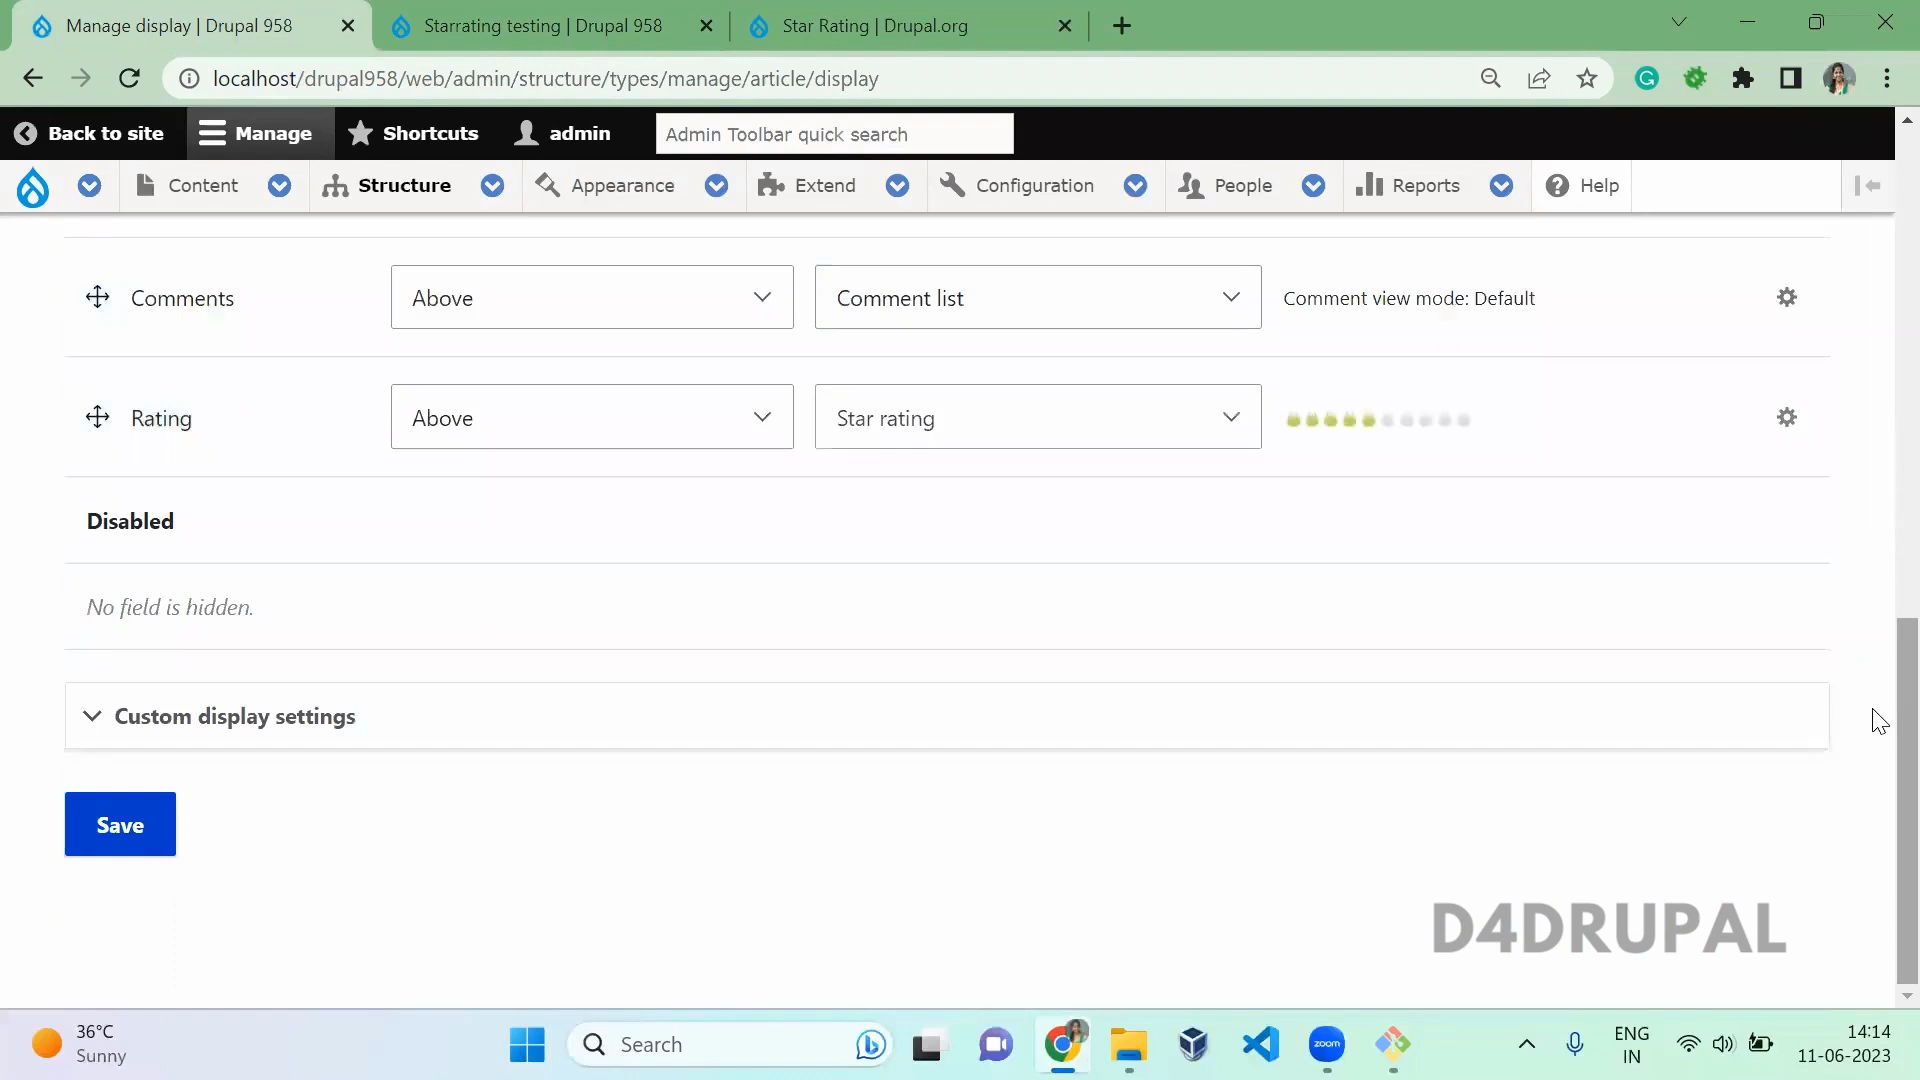 Manage display | Drupal 958
Starrating testing | Drupal 958
Star Rating | Drupal.org
localhost/drupal958/web/admin/structure/types/manage/article/display
Back to site
Manage
Shortcuts
admin
Admin Toolbar quick search
Content
Structure
Appearance
Extend
Configuration
People
Reports
Help
Comments
Above
Comment list
Comment view mode: Default
Rating
Above
Star rating
Disabled
No field is hidden.
Custom display settings
Save
D4DRUPAL
36°C
Sunny
Search
zoom
ENG
IN
14:14
11-06-2023